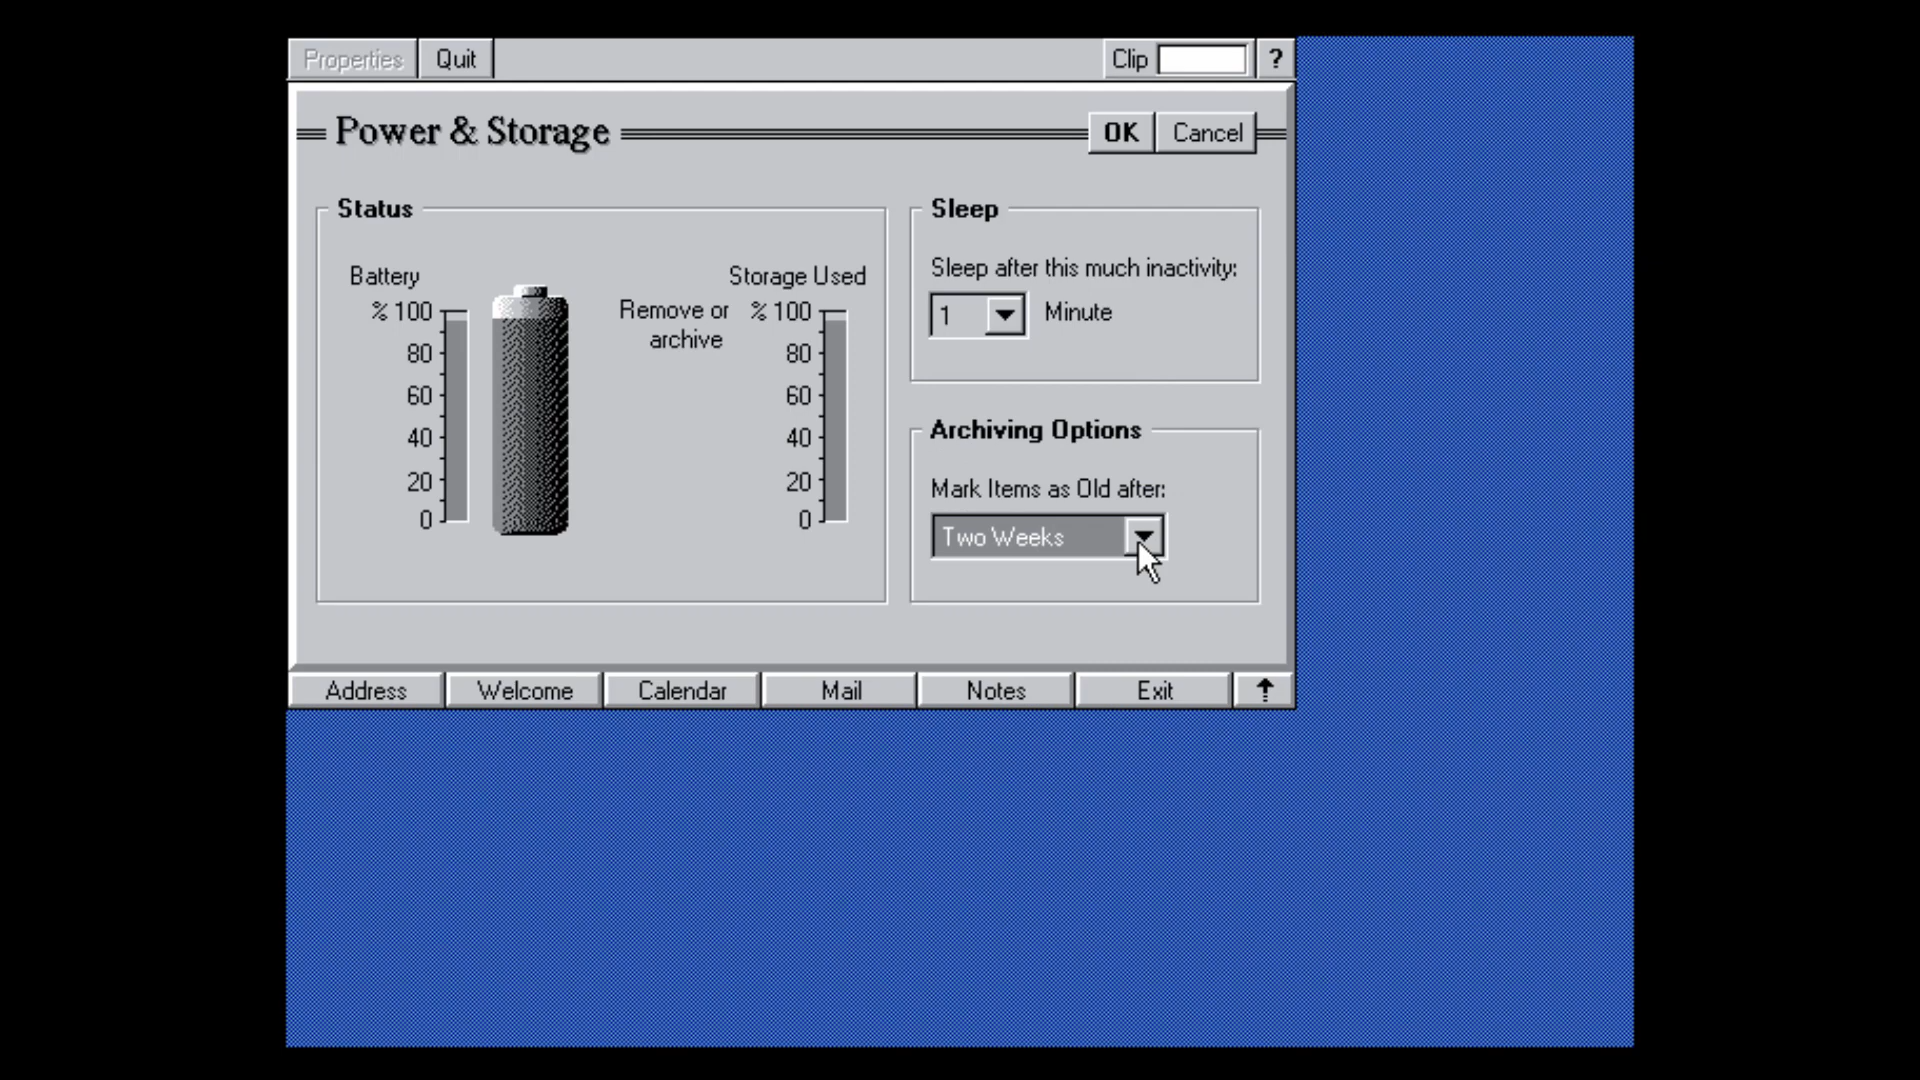 Properties Quit Clip ?
Power & Storage OK Cancel
Status
Battery
% 100
80
60
40
20
0
Remove or
archive
Storage Used
% 100
80
60
40
20
0
Sleep
Sleep after this much inactivity:
1 Minute
Archiving Options
Mark Items as Old after:
Two Weeks
Address Welcome Calendar Mail Notes Exit